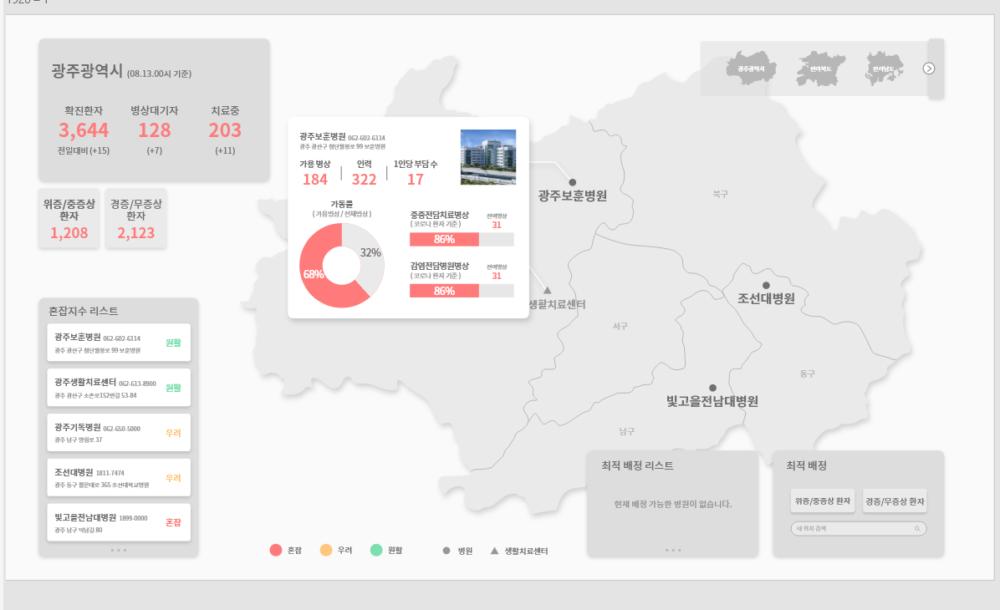 광주광역시 (08.13.00시 기준)
확진환자 병상대기자 치료중
3,644 128 203
전일대비 (+15) (+7) (+11)
위증/중증상 환자
1,208
경증/무증상 환자
2,123
혼잡지수 리스트
광주보훈병원 062-602-6114
광주 광산구 첨단월봉로 99 보훈병원
원활
광주생활치료센터 062-613-8900
광주 광산구 소촌로152번길 53-84
원활
광주기독병원 062-650-5000
광주 남구 양림로 37
우려
조선대병원 1811-7474
광주 동구 필문대로 365 조선대학교병원
우려
빛고을전남대병원 1899-0000
광주 남구 덕남길 80
혼잡
광주보훈병원 062-602-6114
광주 광산구 첨단월봉로 99 보훈병원
가용 병상 인력 1인당 부담 수
184 322 17
가동률
( 가용병상 / 전체병상 )
32%
68%
중증전담치료병상 잔여병상
( 코로나 환자 기준 ) 31
86%
감염전담병원병상 잔여병상
( 코로나 환자 기준 ) 31
86%
광주광역시 전라북도 전라남도
광주보훈병원
북구
생활치료센터
조선대병원
서구
동구
빛고을전남대병원
남구
최적 배정 리스트
현재 배정 가능한 병원이 없습니다.
최적 배정
위증/중증상 환자 경증/무증상 환자
내 위치 검색
혼잡 우려 원활 병원 생활치료센터